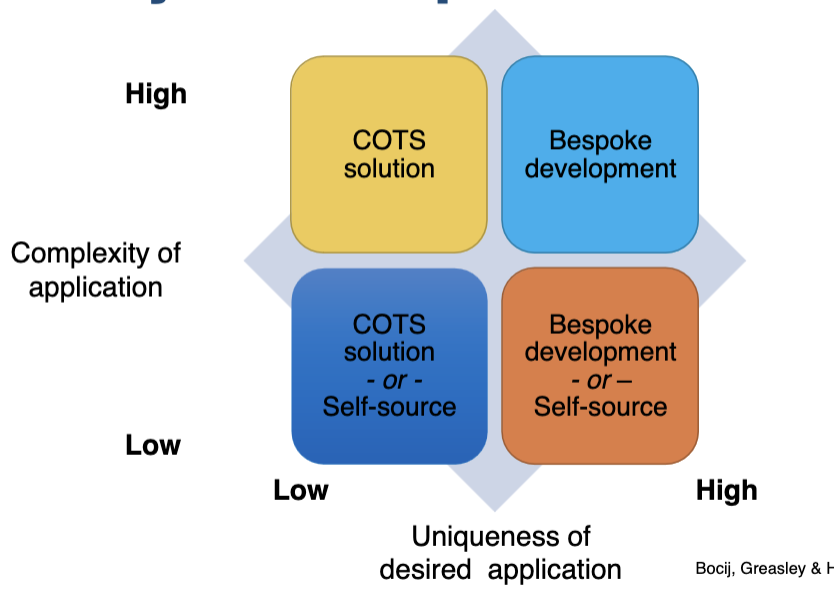 High
COTS
solution
Bespoke
development
Complexity of
application
COTS
solution
- or -
Self-source
Bespoke
development
- or –
Self-source
Low
Low
High
Uniqueness of
desired application
Bocij, Greasley & H